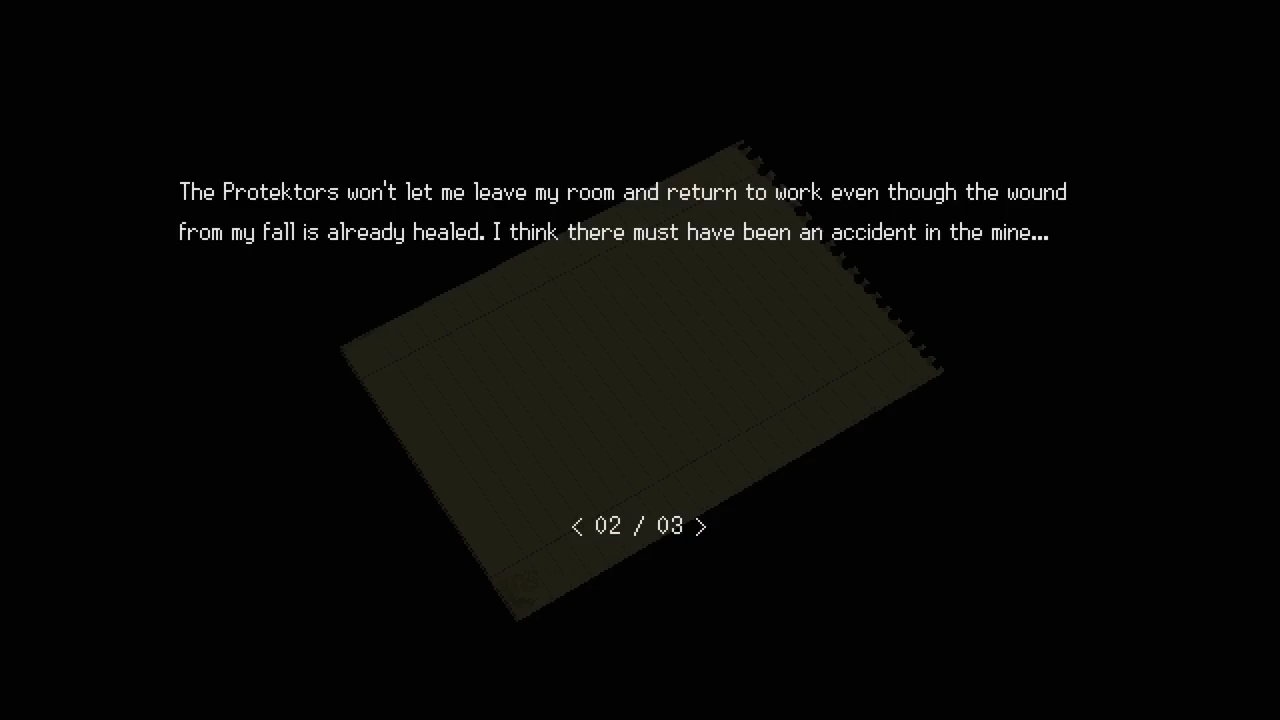 The Protektors won't let me leave my room and return to work even though the wound
from my fall is already healed. I think there must have been an accident in the mine...
< 02 / 03 >